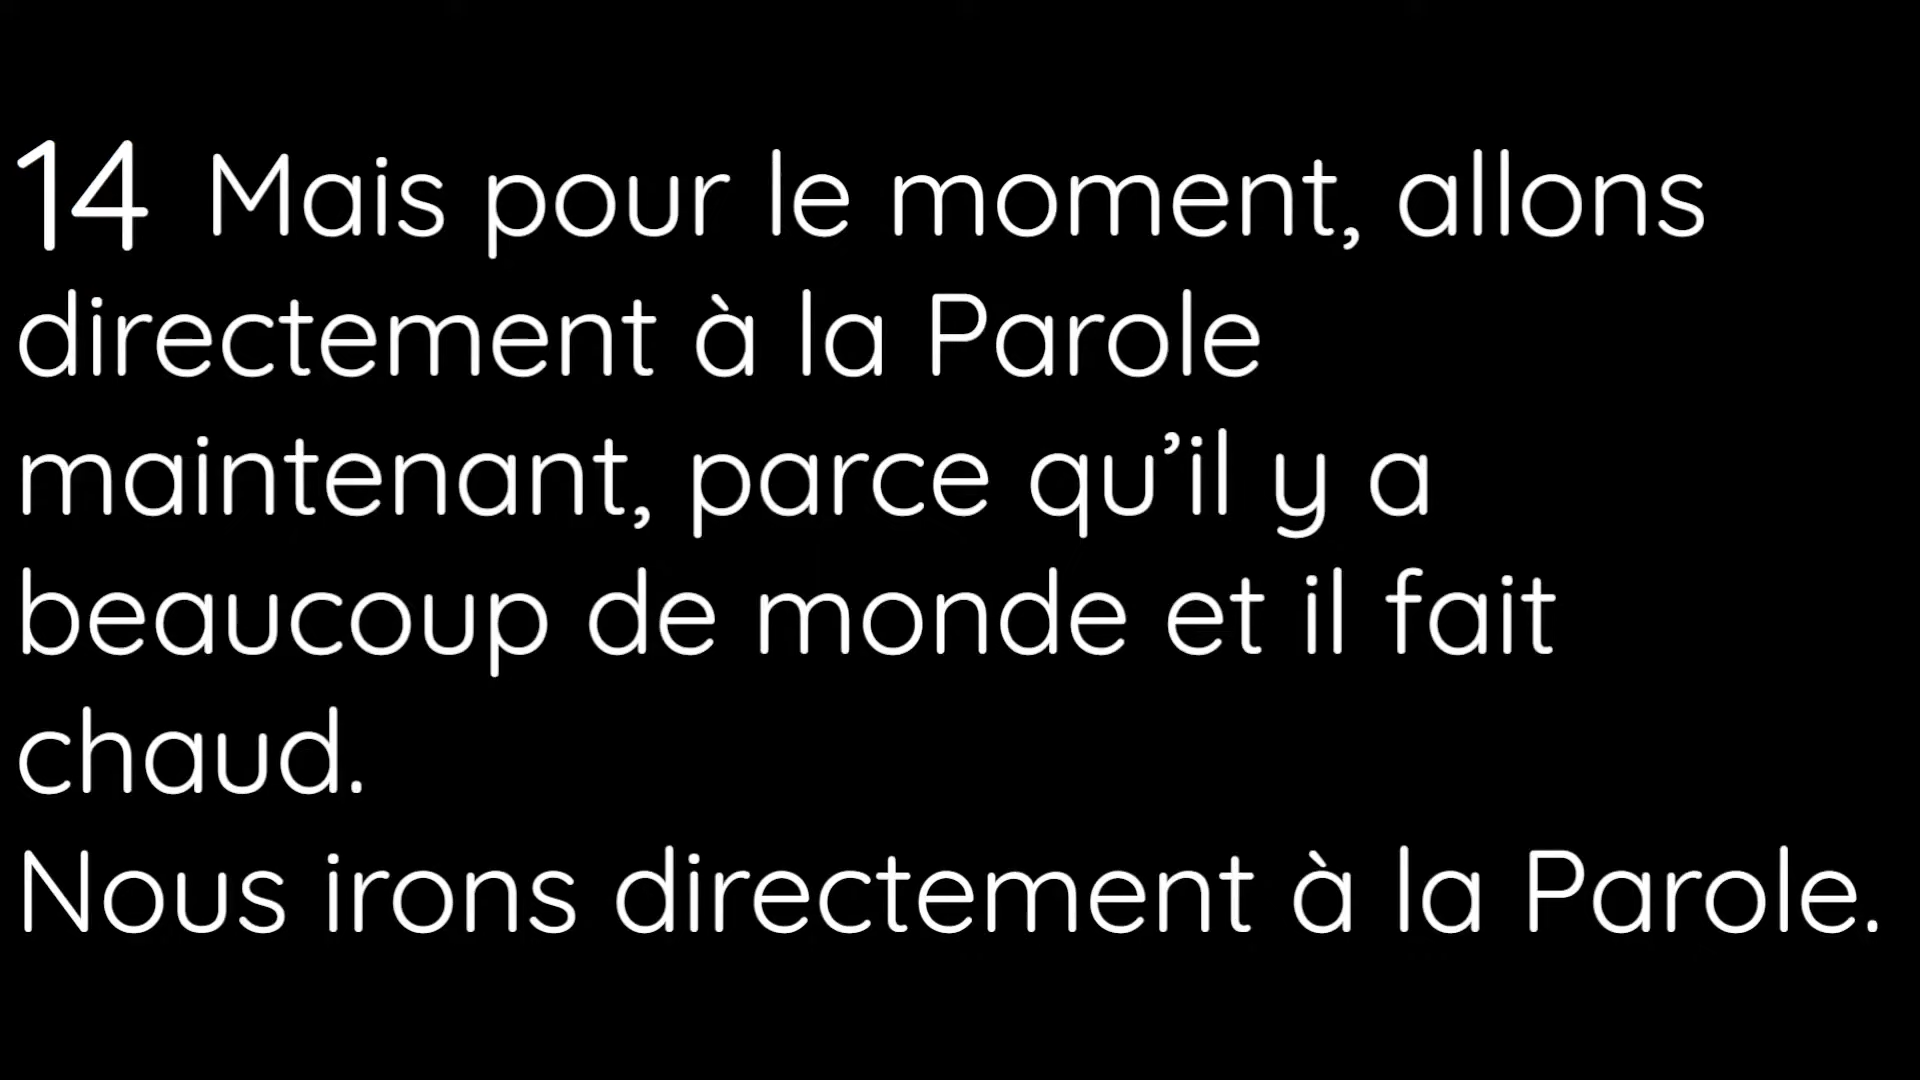 14 Mais pour le moment, allons
directement à la Parole
maintenant, parce qu’il y a
beaucoup de monde et il fait
chaud.
Nous irons directement à la Parole.